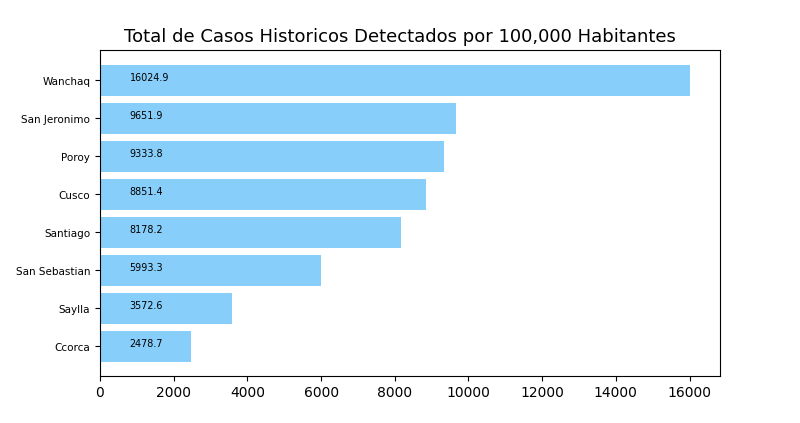 Total de Casos Historicos Detectados por 100,000 Habitantes
Wanchaq 16024.9
San Jeronimo 9651.9
Poroy 9333.8
Cusco 8851.4
Santiago 8178.2
San Sebastian 5993.3
Saylla 3572.6
Ccorca 2478.7
0 2000 4000 6000 8000 10000 12000 14000 16000